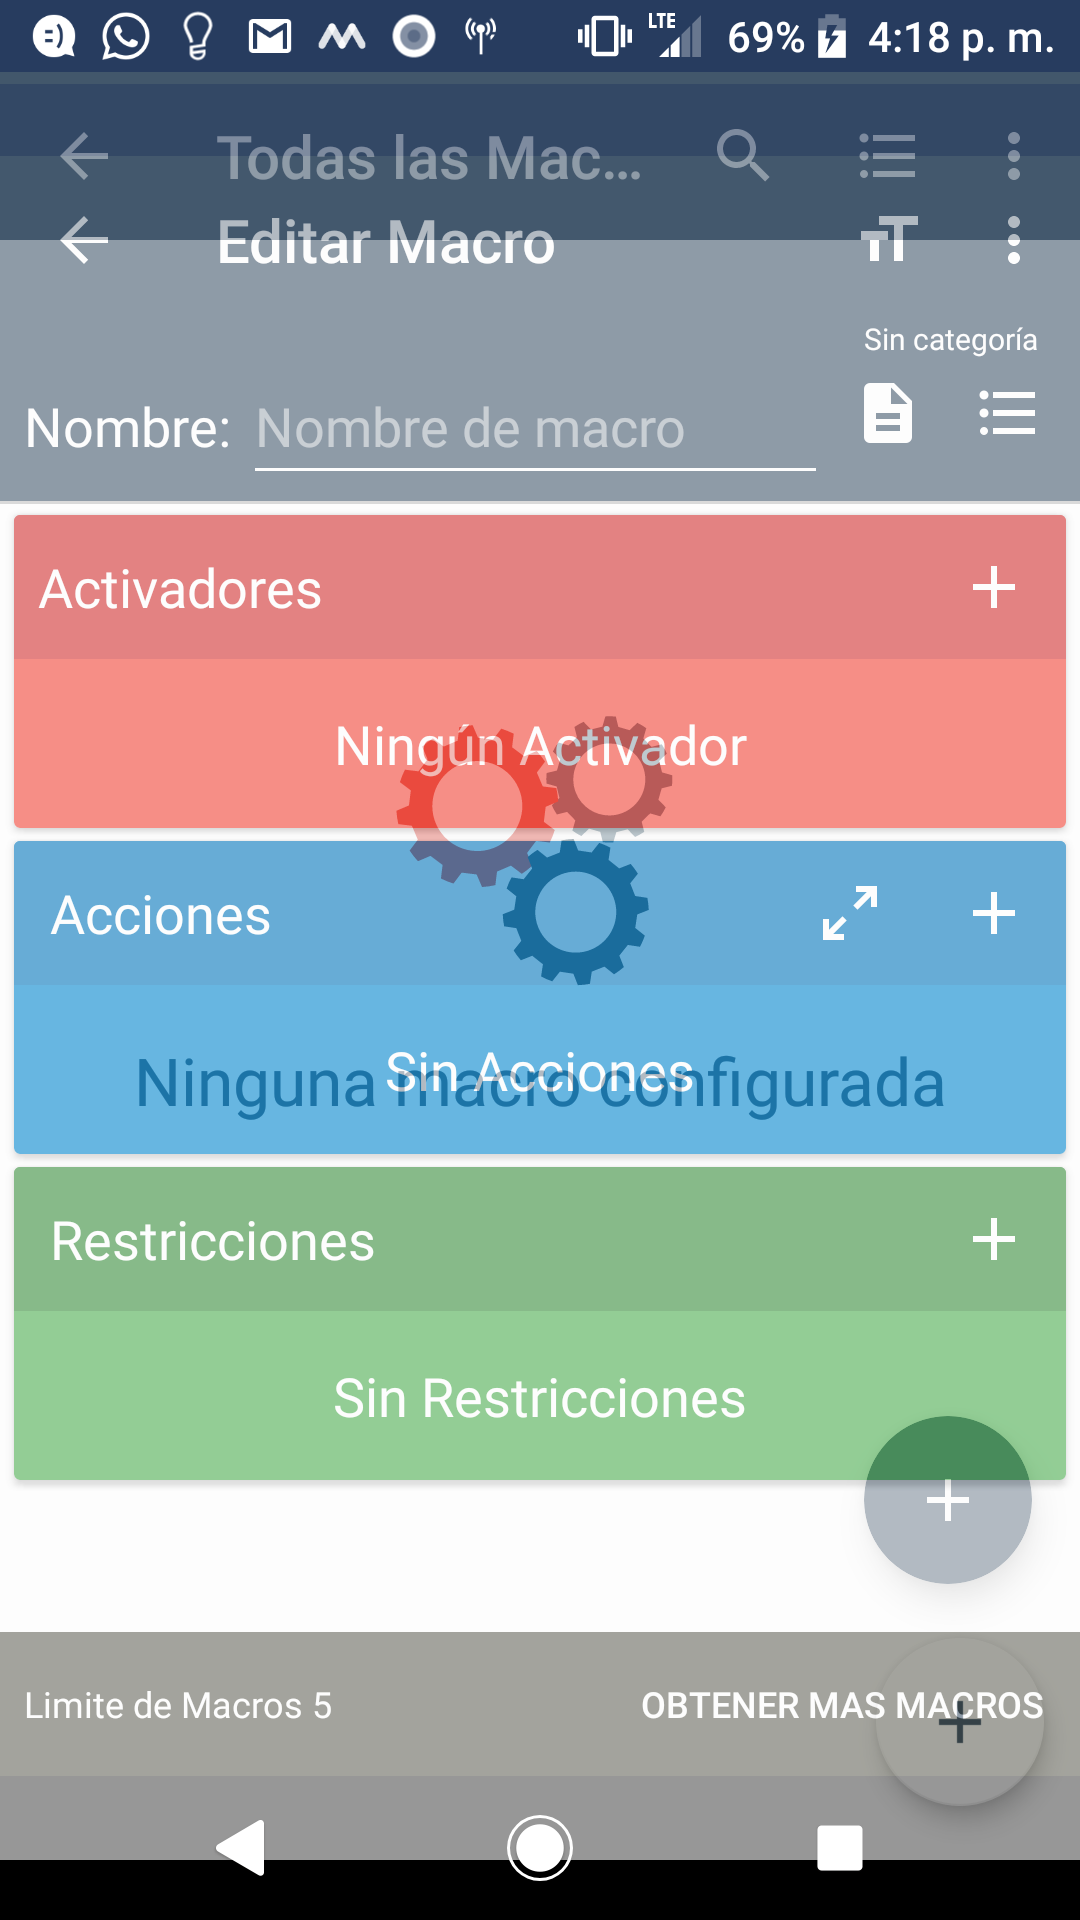 LTE 69% 4:18 p. m.
Todas las Mac...
Editar Macro
Sin categoría
Nombre: Nombre de macro
Activadores
Ningún Activador
Acciones
Sin Acciones
Ninguna macro configurada
Restricciones
Sin Restricciones
Limite de Macros 5 OBTENER MAS MACROS